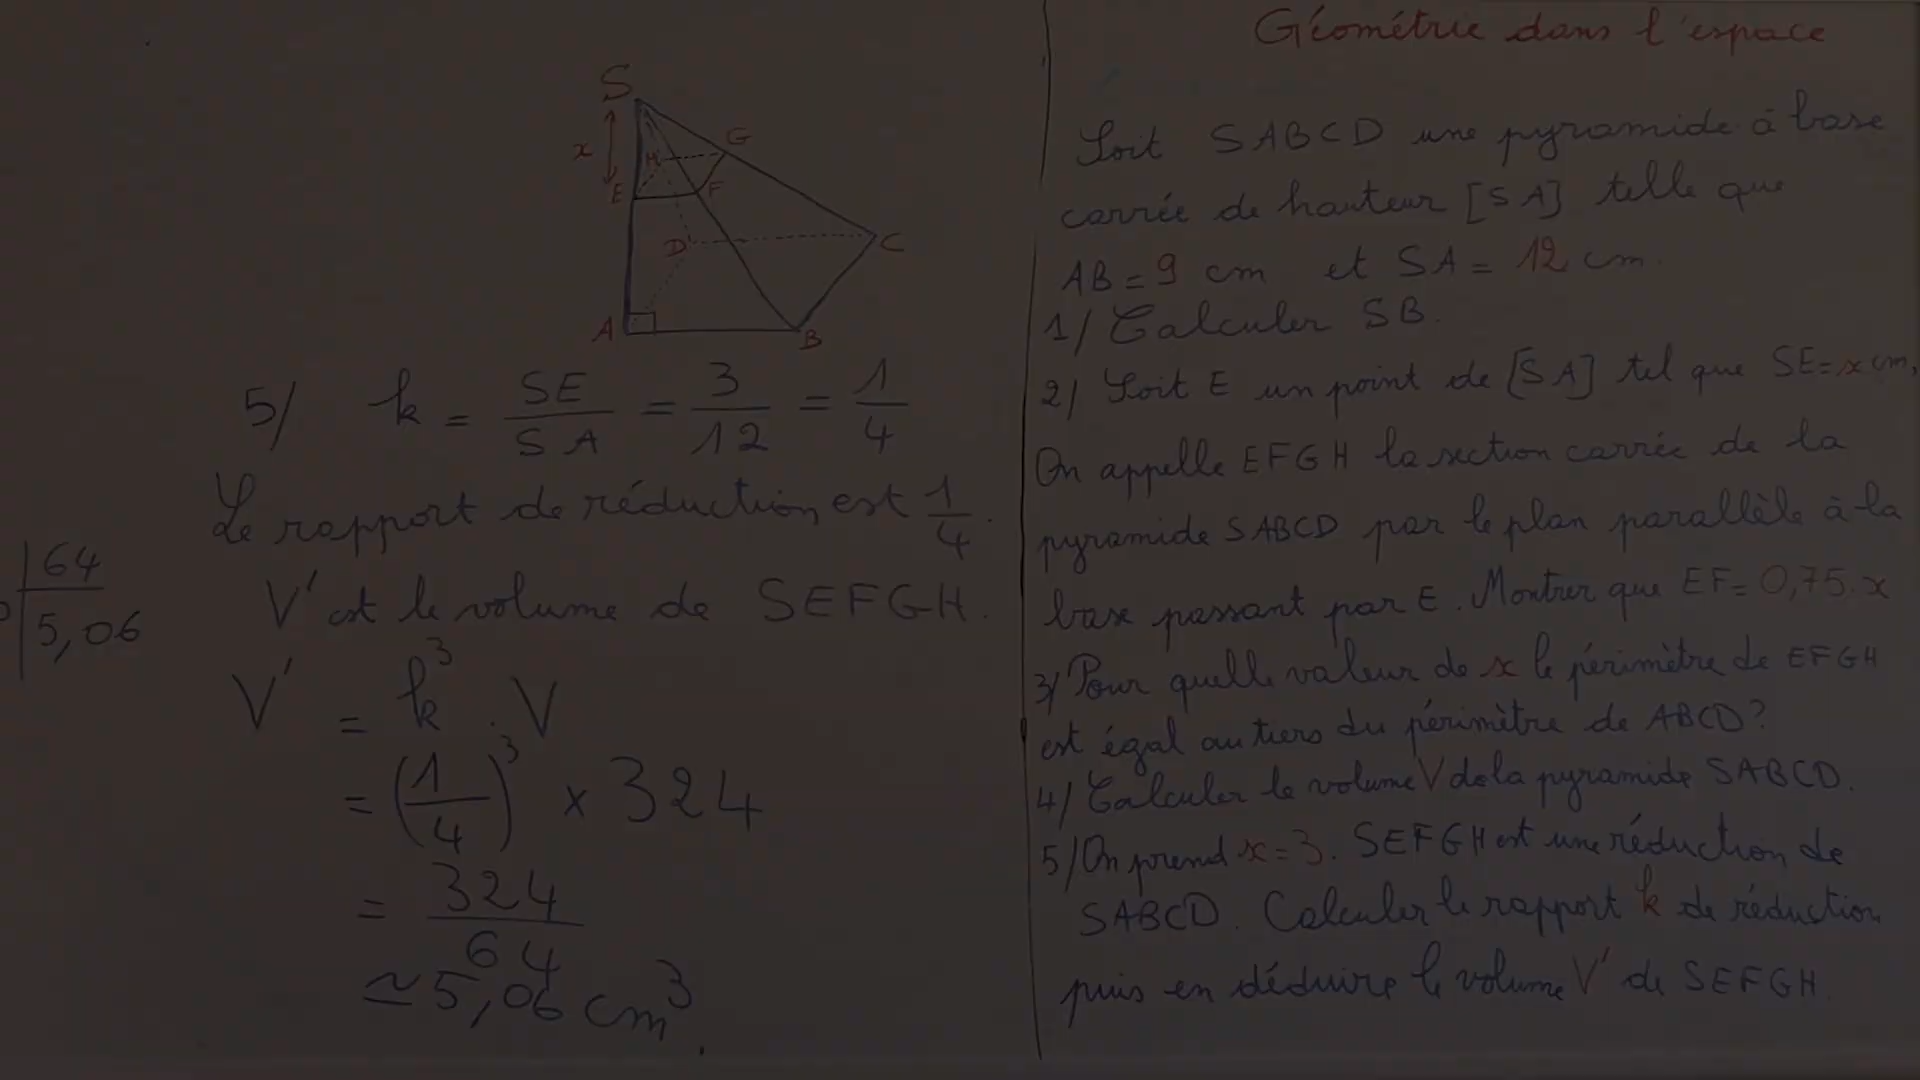 S
x
H
G
E
F
D
C
A
B
5/ k = SE/SA = 3/12 = 1/4
Le rapport de réduction est 1/4.
64
5,06
V' est le volume de SEFGH.
V' = k³ . V
= (1/4)³ × 324
= 324/64
≃ 5,06 cm³.
Géométrie dans l'espace
Soit SABCD une pyramide à base
carrée de hauteur [SA] telle que
AB = 9 cm et SA = 12 cm.
1/ Calculer SB.
2/ Soit E un point de [SA] tel que SE = x cm,
On appelle EFGH la section carrée de la
pyramide SABCD par le plan parallèle à la
base passant par E. Montrer que EF = 0,75.x
3/ Pour quelle valeur de x le périmètre de EFGH
est égal au tiers du périmètre de ABCD?
4/ Calculer le volume V de la pyramide SABCD.
5/ On prend x = 3. SEFGH est une réduction de
SABCD. Calculer le rapport k de réduction
puis en déduire le volume V' de SEFGH.